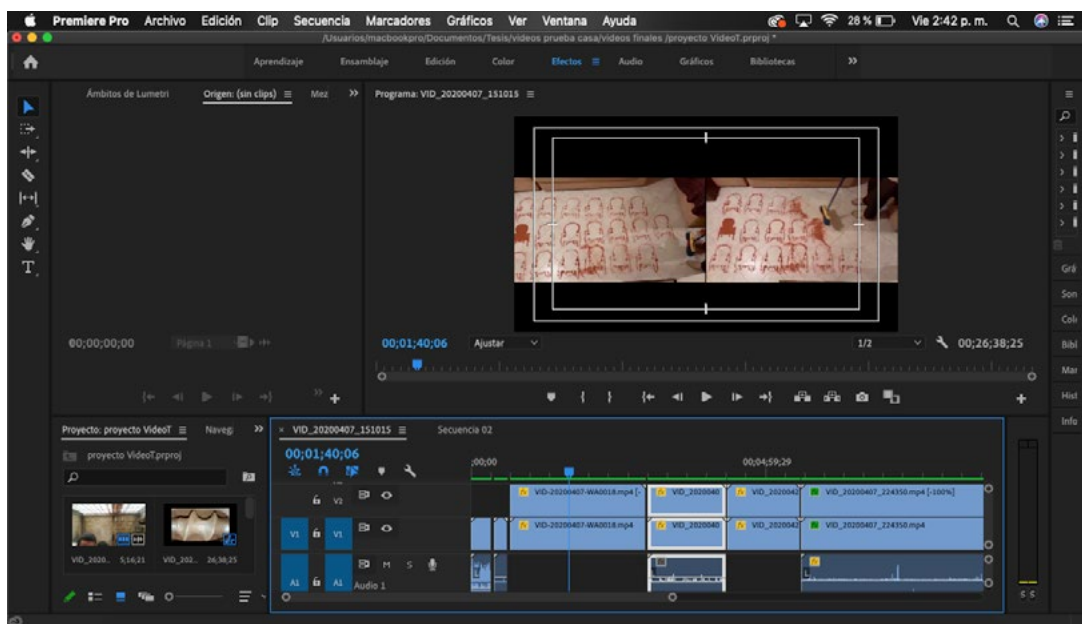 Premiere Pro Archivo Edición Clip Secuencia Marcadores Gráficos Ver Ventana Ayuda 28 % Vie 2:42 p. m.
/Usuarios/macbookpro/Documentos/Tesis/videos prueba casa/videos finales /proyecto VideoT.prproj *
Aprendizaje Ensamblaje Edición Color Efectos Audio Gráficos Bibliotecas
Ámbitos de Lumetri Origen: (sin clips) Mez Programa: VID_20200407_151015
Grá
Son
Colo
00;00;00;00 Página 1 00;01;40;06 Ajustar 1/2 00;26;38;25 Bibl
Mar
Hist
Info
Proyecto: proyecto VideoT Naveg VID_20200407_151015 Secuencia 02
proyecto VideoT.prproj 00;01;40;06
;00;00 00;04;59;29
V2 VID-20200407-WA0018.mp4 [- VID_2020040 VID_2020042 VID_20200407_224350.mp4 [-100%]
V1 V1 VID-20200407-WA0018.mp4 VID_2020040 VID_2020042 VID_20200407_224350.mp4
VID_2020... 5;16;21 VID_202... 26;38;25
M S
A1 A1 Audio 1
S S